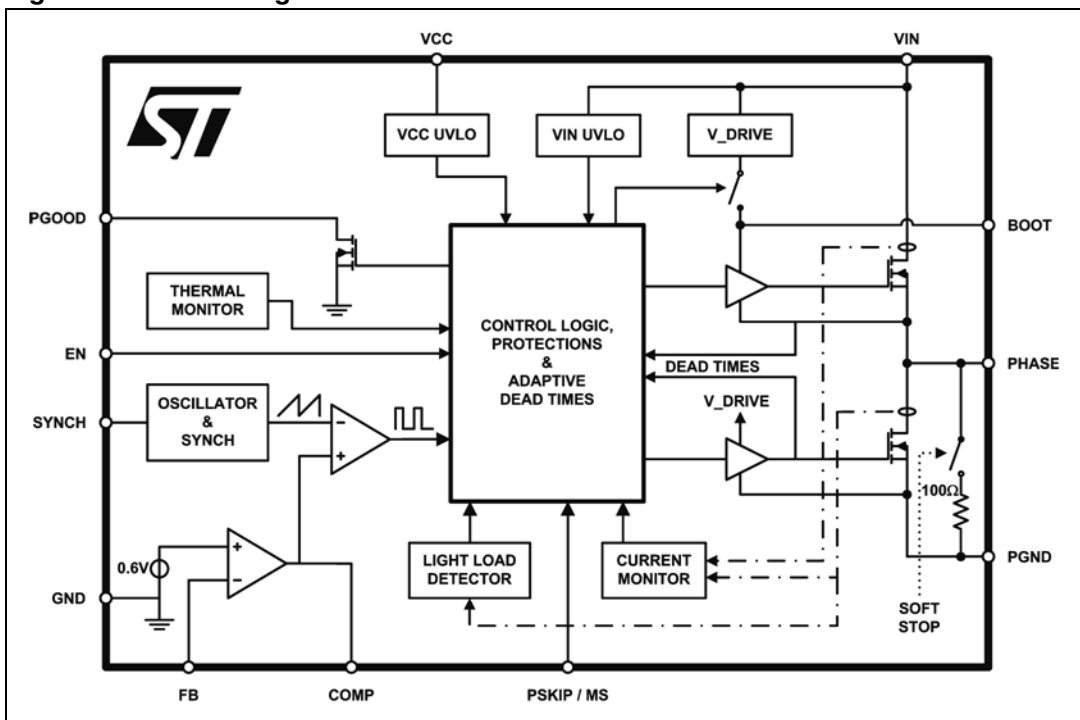 VCC
VIN
ST
VCC UVLO
VIN UVLO
V_DRIVE
PGOOD
BOOT
THERMAL
MONITOR
CONTROL LOGIC,
PROTECTIONS
&
ADAPTIVE
DEAD TIMES
EN
DEAD TIMES
PHASE
SYNCH
OSCILLATOR
&
SYNCH
−
+
V_DRIVE
100Ω
0.6V
+
−
LIGHT LOAD
DETECTOR
CURRENT
MONITOR
PGND
GND
SOFT
STOP
FB
COMP
PSKIP / MS